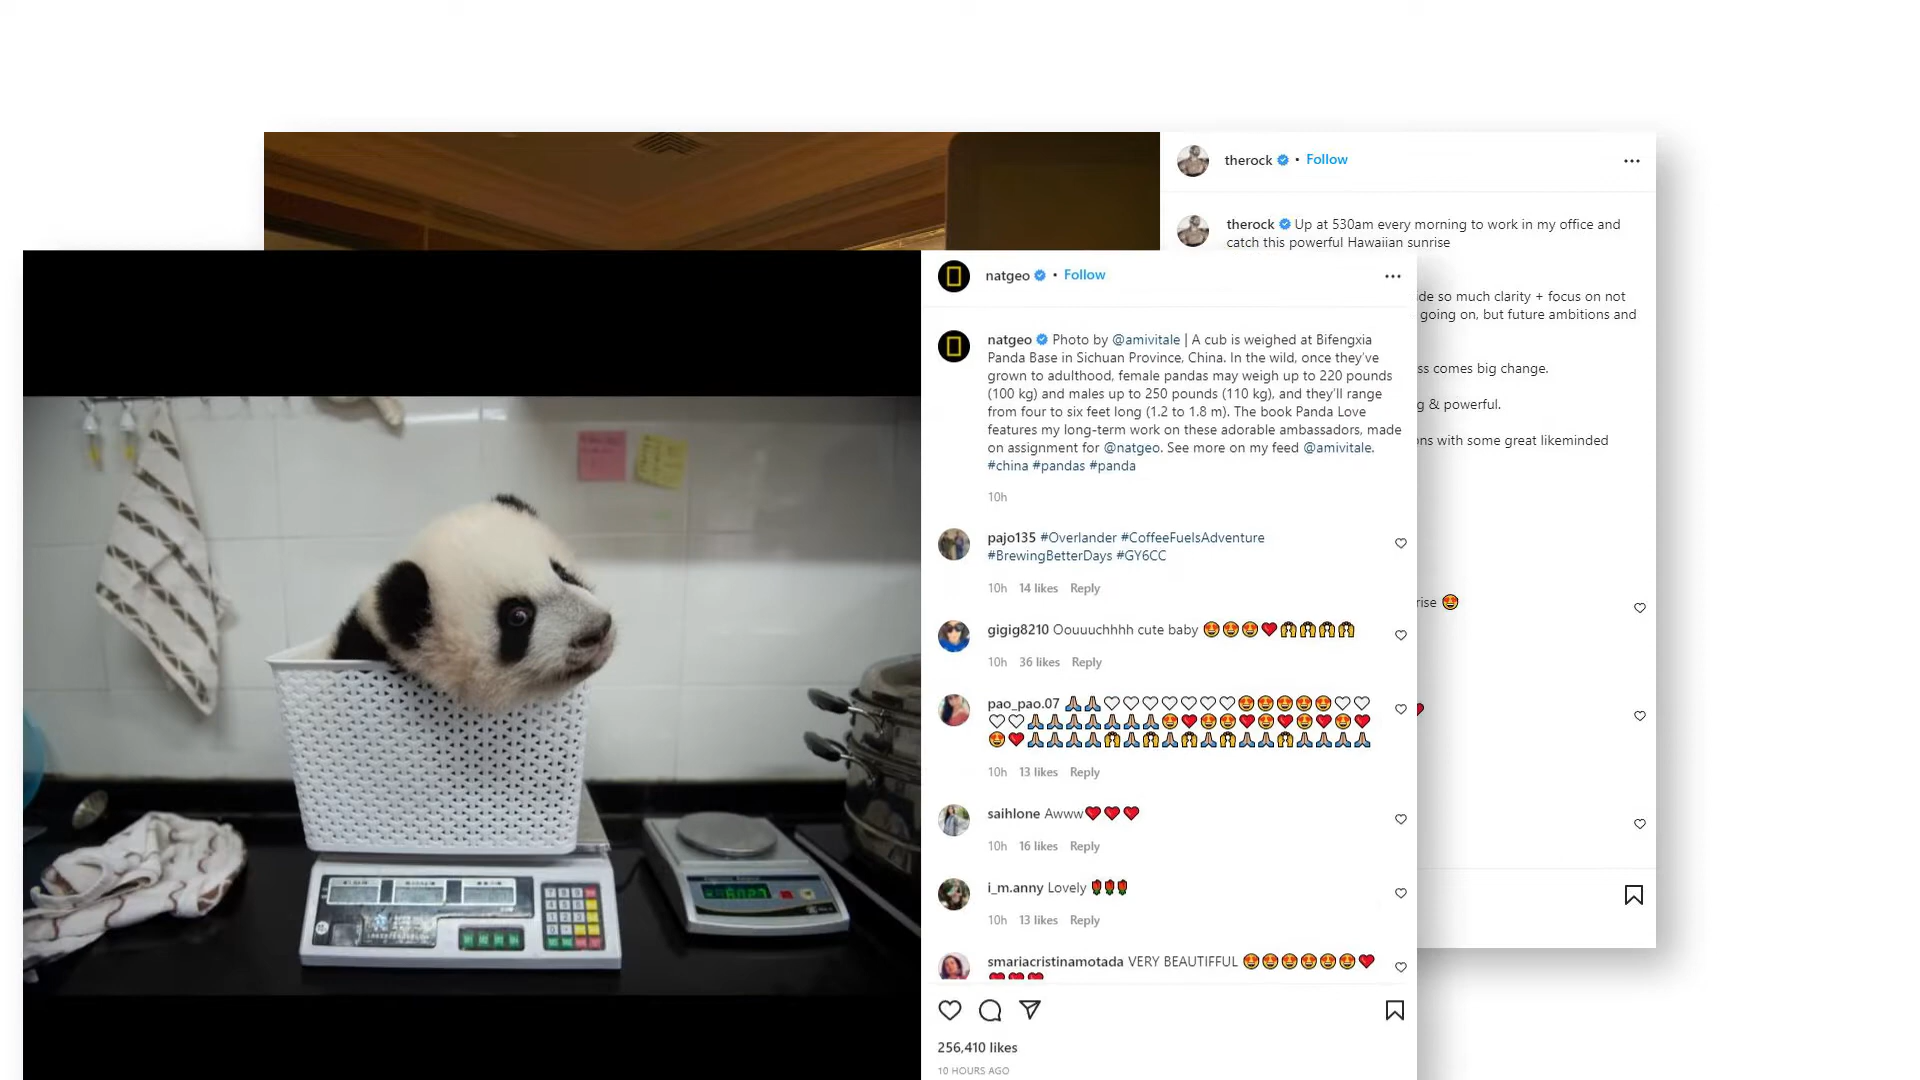 therock • Follow
therock Up at 530am every morning to work in my office and
catch this powerful Hawaiian sunrise
so much clarity + focus on not
going on, but future ambitions and
comes big change.
& powerful.
with some great likeminded
natgeo • Follow
natgeo Photo by @amivitale | A cub is weighed at Bifengxia
Panda Base in Sichuan Province, China. In the wild, once they've
grown to adulthood, female pandas may weigh up to 220 pounds
(100 kg) and males up to 250 pounds (110 kg), and they'll range
from four to six feet long (1.2 to 1.8 m). The book Panda Love
features my long-term work on these adorable ambassadors, made
on assignment for @natgeo. See more on my feed @amivitale.
#china #pandas #panda
10h
pajo135 #Overlander #CoffeeFuelsAdventure
#BrewingBetterDays #GY6CC
10h 14 likes Reply
gigig8210 Oouuuchhhh cute baby 😍😍😍❤️🙌🙌🙌🙌
10h 36 likes Reply
pao_pao.07
10h 13 likes Reply
saihlone Awww❤️❤️❤️
10h 16 likes Reply
i_m.anny Lovely 🌹🌹🌹
10h 13 likes Reply
smariacristinamotada VERY BEAUTIFFUL 😍😍😍😍😍😍❤️
256,410 likes
10 HOURS AGO